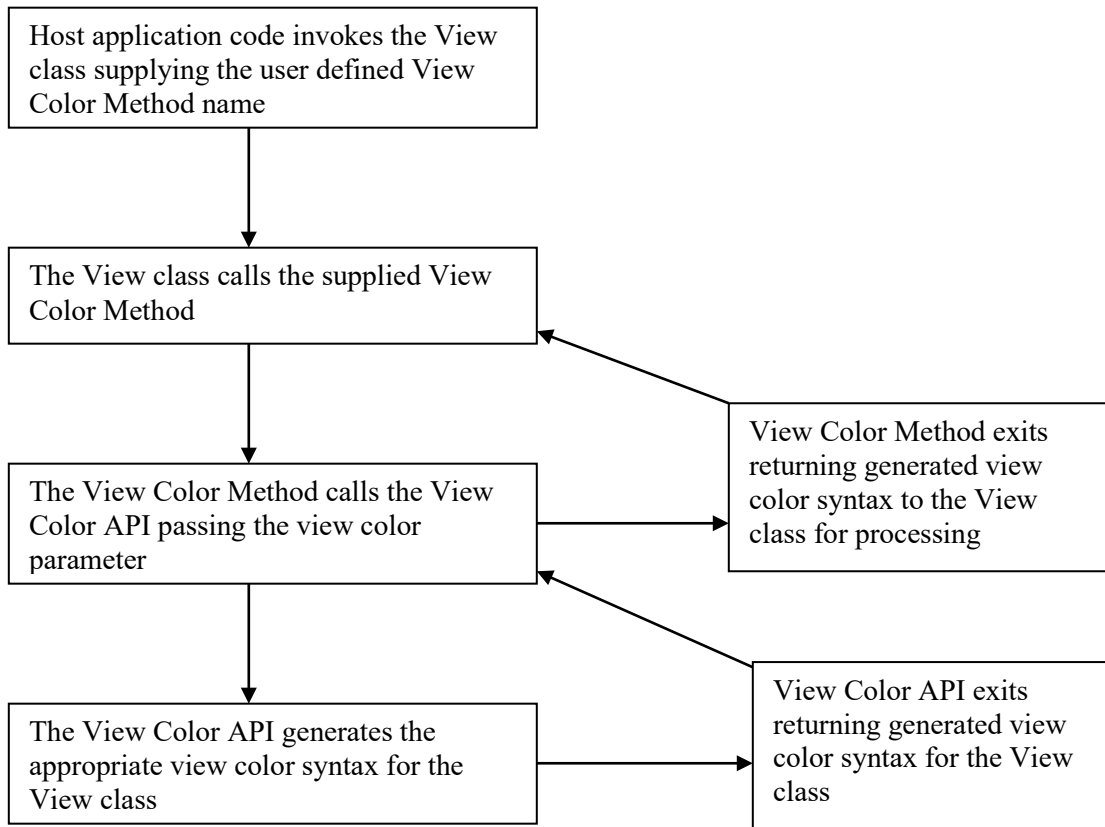 Host application code invokes the View
class supplying the user defined View
Color Method name
The View class calls the supplied View
Color Method
View Color Method exits
returning generated view
color syntax to the View
class for processing
The View Color Method calls the View
Color API passing the view color
parameter
View Color API exits
returning generated view
color syntax for the View
class
The View Color API generates the
appropriate view color syntax for the
View class